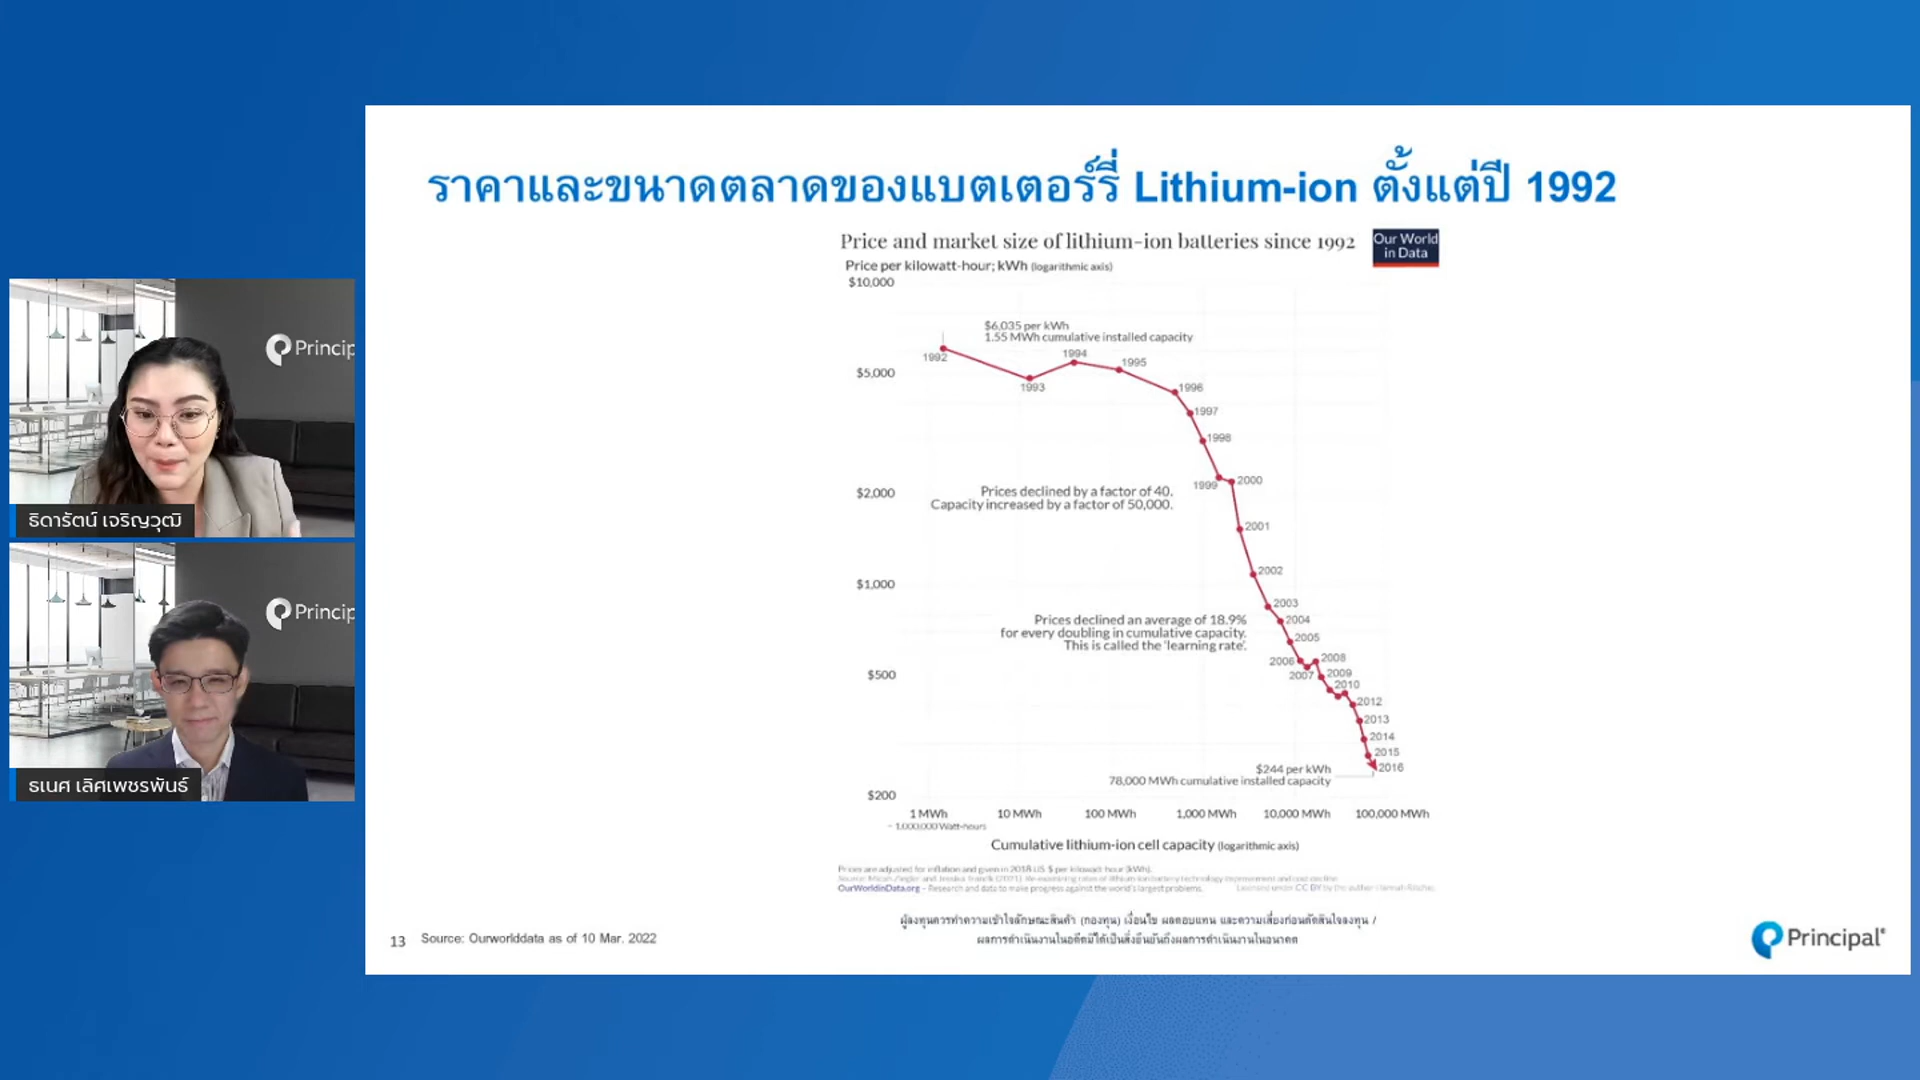 ราคาและขนาดตลาดของแบตเตอร์รี่ Lithium-ion ตั้งแต่ปี 1992
Price and market size of lithium-ion batteries since 1992
Our World
in Data
Price per kilowatt-hour; kWh (logarithmic axis)
$10,000
$6,035 per kWh
1.55 MWh cumulative installed capacity
1992
1993
1994
1995
$5,000
1996
1997
1998
1999
2000
$2,000
Prices declined by a factor of 40.
Capacity increased by a factor of 50,000.
2001
2002
$1,000
2003
2004
Prices declined an average of 18.9%
for every doubling in cumulative capacity.
This is called the 'learning rate'.
2005
2006
2007
2008
2009
2010
$500
2012
2013
2014
2015
2016
$244 per kWh
78,000 MWh cumulative installed capacity
$200
1 MWh
10 MWh
100 MWh
1,000 MWh
10,000 MWh
100,000 MWh
= 1,000,000 Watt-hours
Cumulative lithium-ion cell capacity (logarithmic axis)
Prices are adjusted for inflation and given in 2018 US $ per kilowatt-hour (kWh).
OurWorldinData.org – Research and data to make progress against the world's largest problems.
Licensed under CC BY by the author Hannah Ritchie.
ผู้ลงทุนควรทำความเข้าใจลักษณะสินค้า (กองทุน) เงื่อนไข ผลตอบแทน และความเสี่ยงก่อนตัดสินใจลงทุน /
ผลการดำเนินงานในอดีตมิได้เป็นสิ่งยืนยันถึงผลการดำเนินงานในอนาคต
13 Source: Ourworlddata as of 10 Mar. 2022
Principal®
Princip
ธิดารัตน์ เจริญวุฒิ
Princip
ธเนศ เลิศเพชรพันธ์